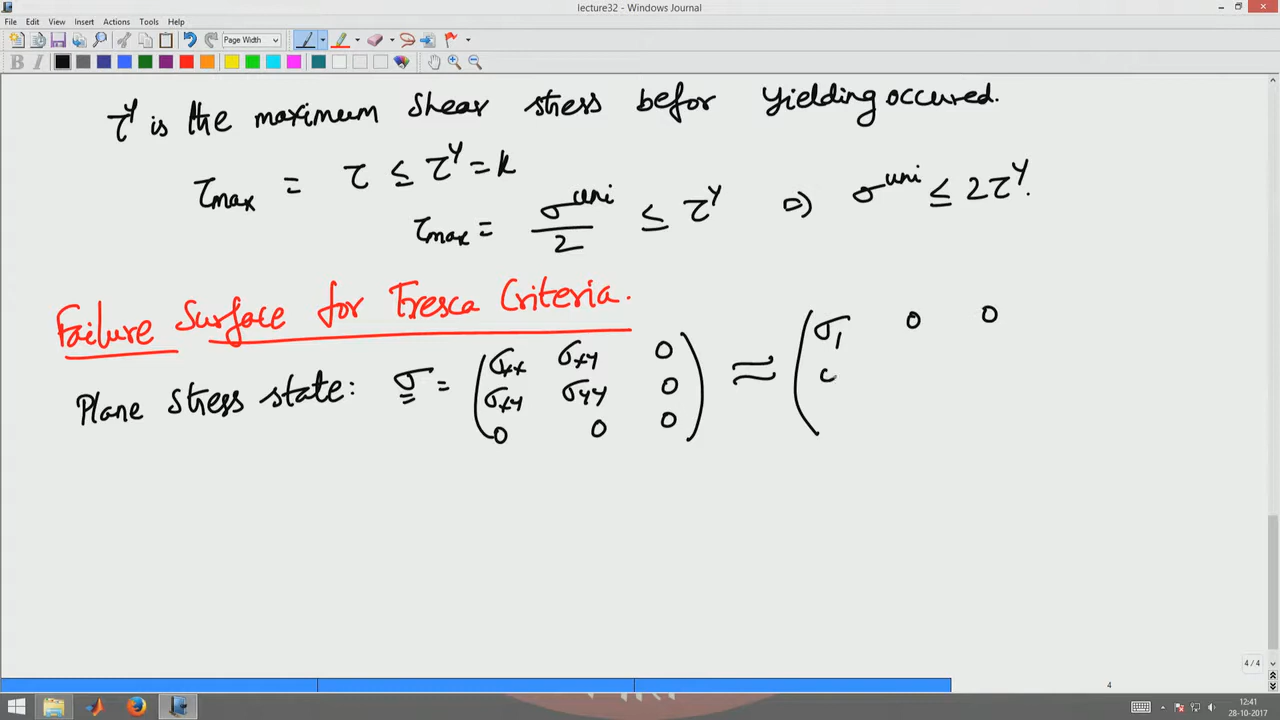 lecture32 - Windows Journal
File Edit View Insert Actions Tools Help
Page Width
B I
τ^Y is the maximum shear stress befor yielding occured.
τmax = τ ≤ τ^Y = k
τmax = σ^uni / 2 ≤ τ^Y ⇒ σ^uni ≤ 2τ^Y.
Failure Surface for Tresca Criteria.
Plane stress state: σ = (σxx σxy 0 ≈ (σ1 0 0
σxy σyy 0
0 0 0)
4/4
4
12:41
28-10-2017